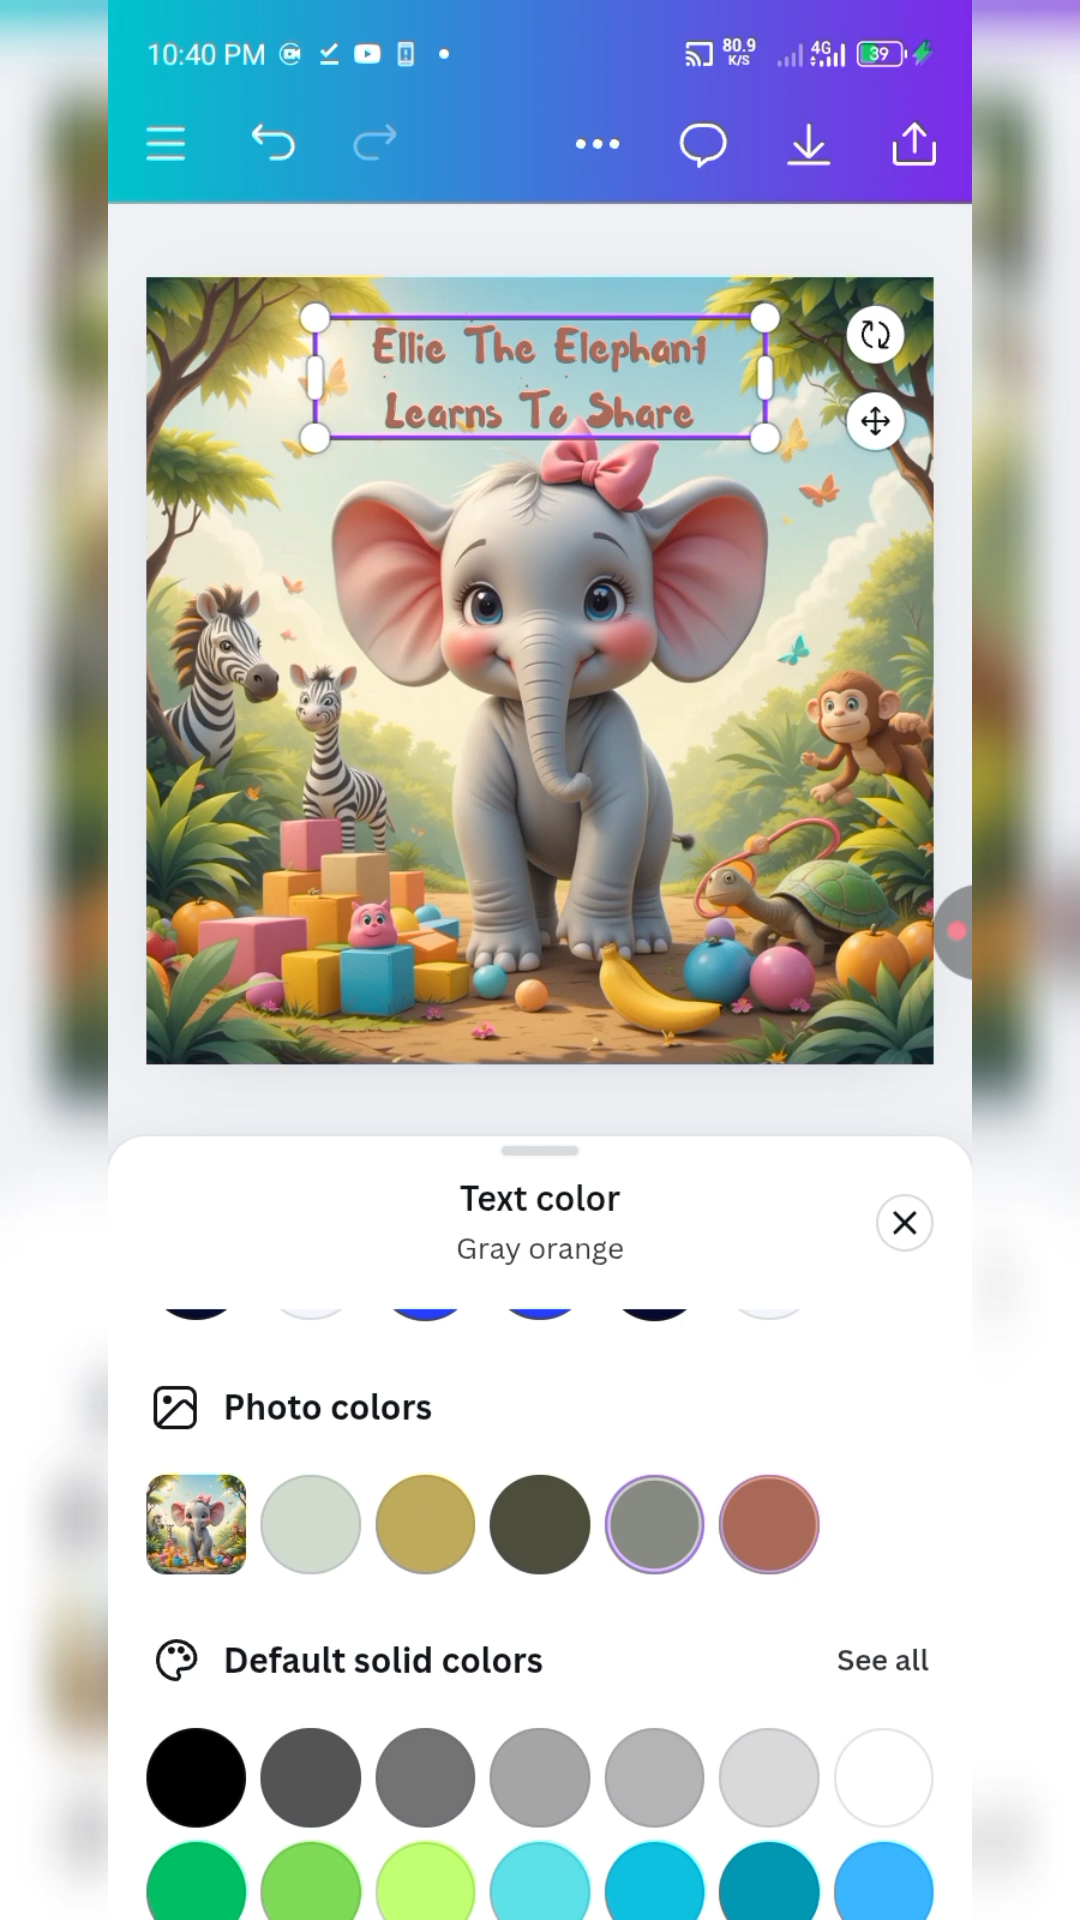 10:40 PM
80.9
K/S
4G
39
Ellie The Elephant
Learns To Share
Text color
Gray orange
Photo colors
Default solid colors
See all